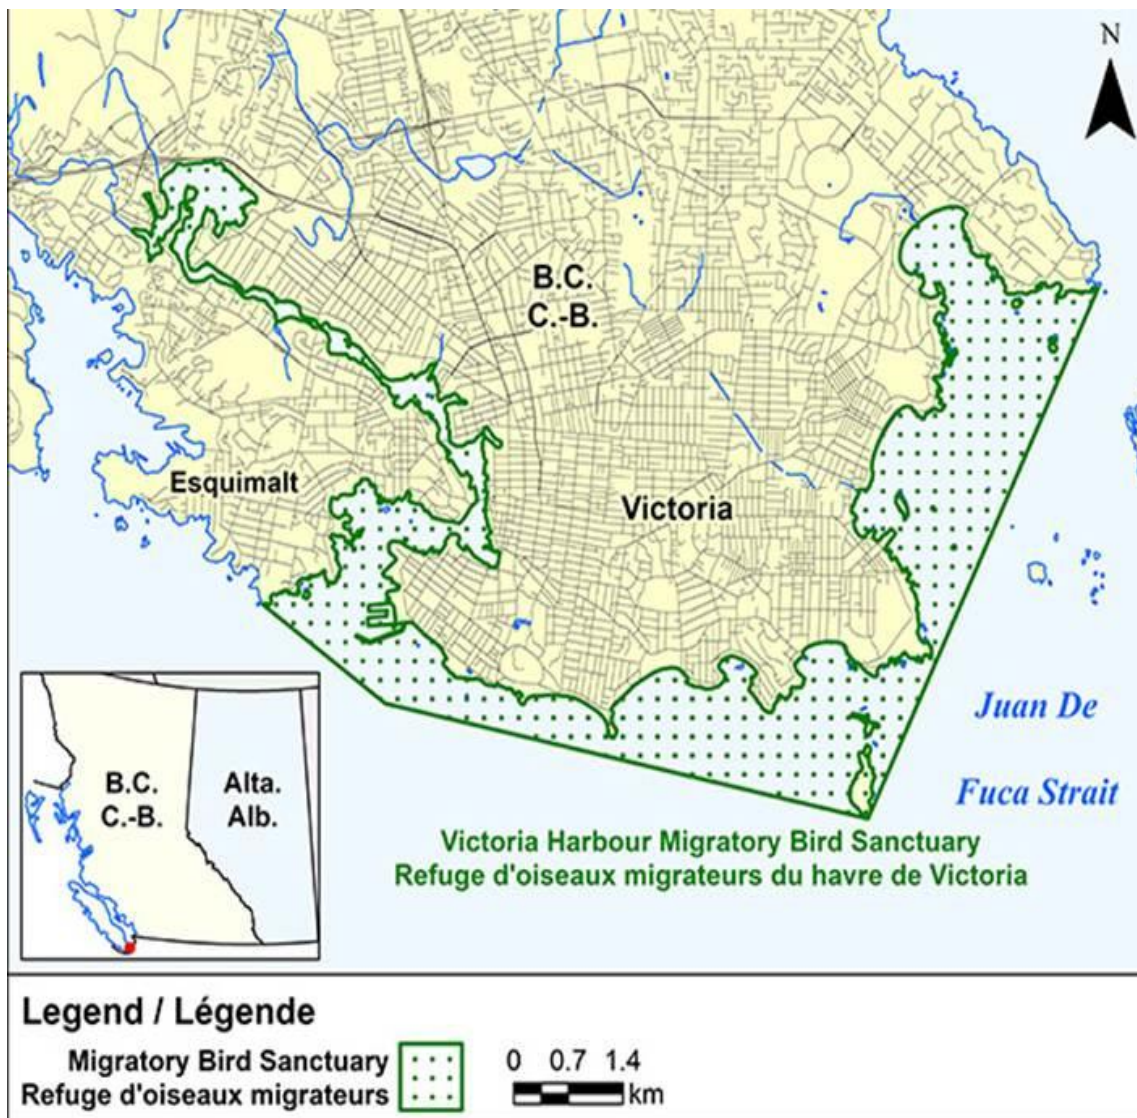 N
B.C.
C.-B.
Esquimalt
Victoria
Juan De
Fuca Strait
B.C.
C.-B.
Alta.
Alb.
Victoria Harbour Migratory Bird Sanctuary
Refuge d'oiseaux migrateurs du havre de Victoria
Legend / Légende
Migratory Bird Sanctuary
Refuge d'oiseaux migrateurs
0 0.7 1.4
km